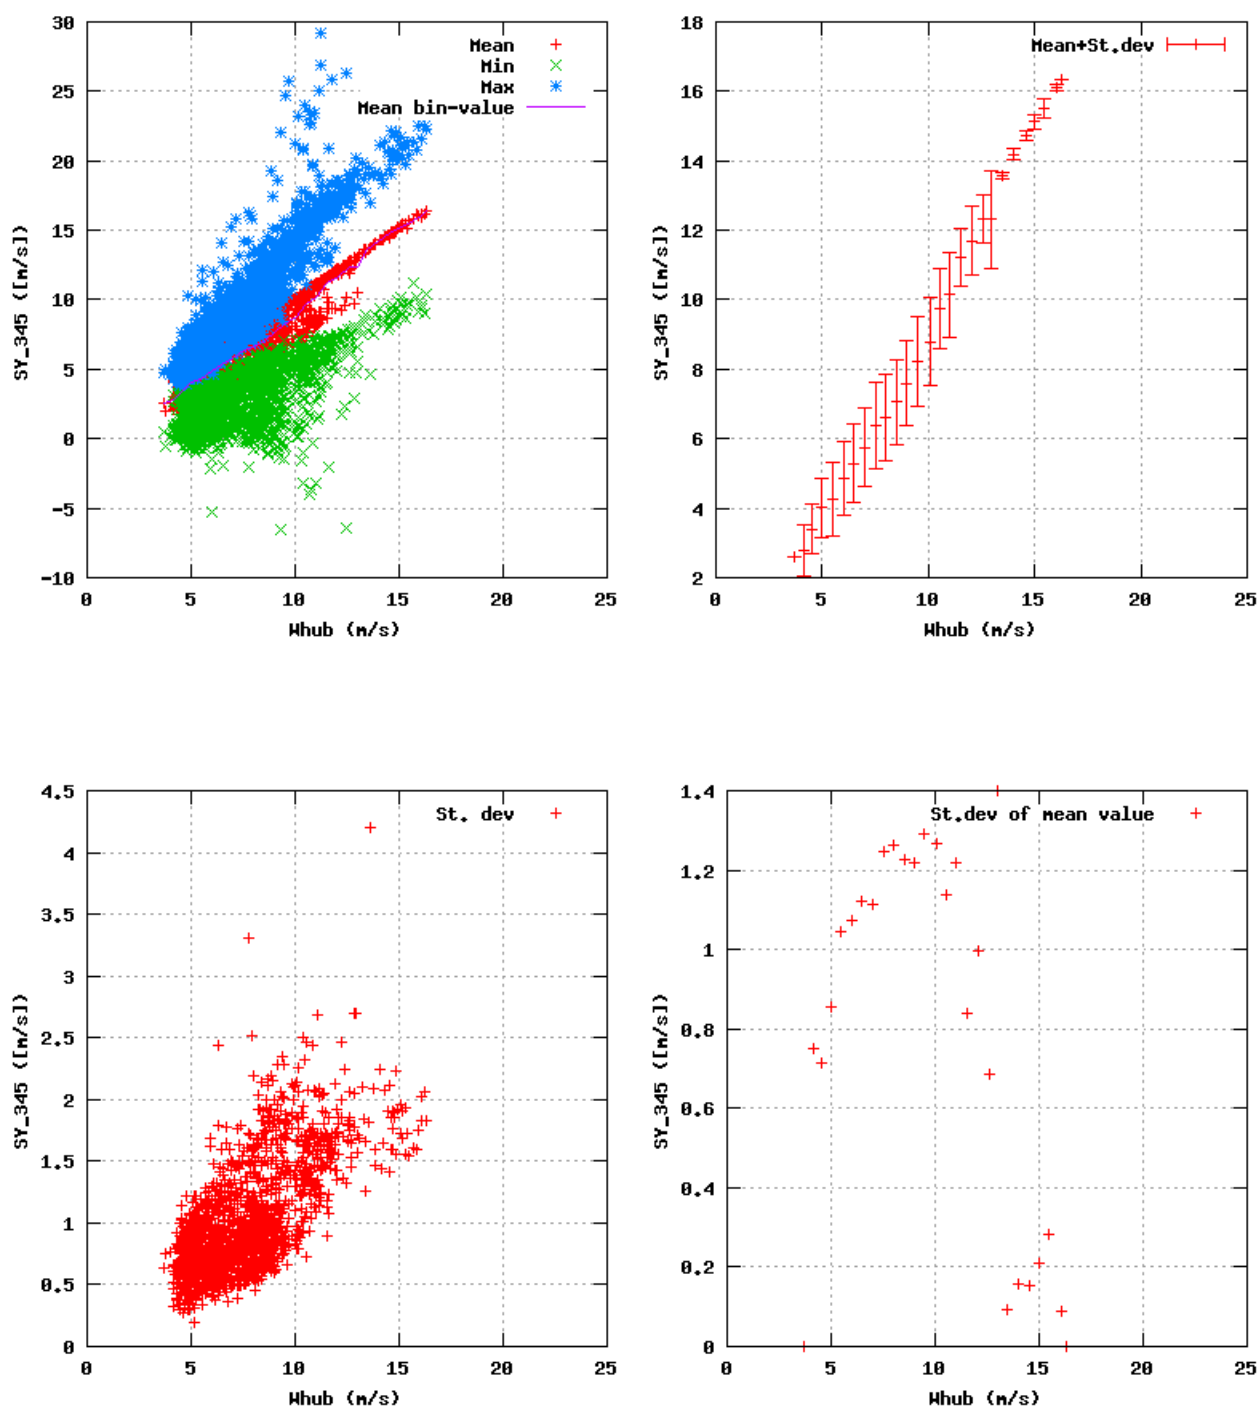 30
25
20
15
10
5
0
-5
-10
SY_345 ([m/s])
Mean
Min
Max
Mean bin-value
0 5 10 15 20 25
Whub (m/s)
18
16
14
12
10
8
6
4
2
SY_345 ([m/s])
Mean+St.dev
0 5 10 15 20 25
Whub (m/s)
4.5
4
3.5
3
2.5
2
1.5
1
0.5
0
SY_345 ([m/s])
St. dev
0 5 10 15 20 25
Whub (m/s)
1.4
1.2
1
0.8
0.6
0.4
0.2
0
SY_345 ([m/s])
St.dev of mean value
0 5 10 15 20 25
Whub (m/s)